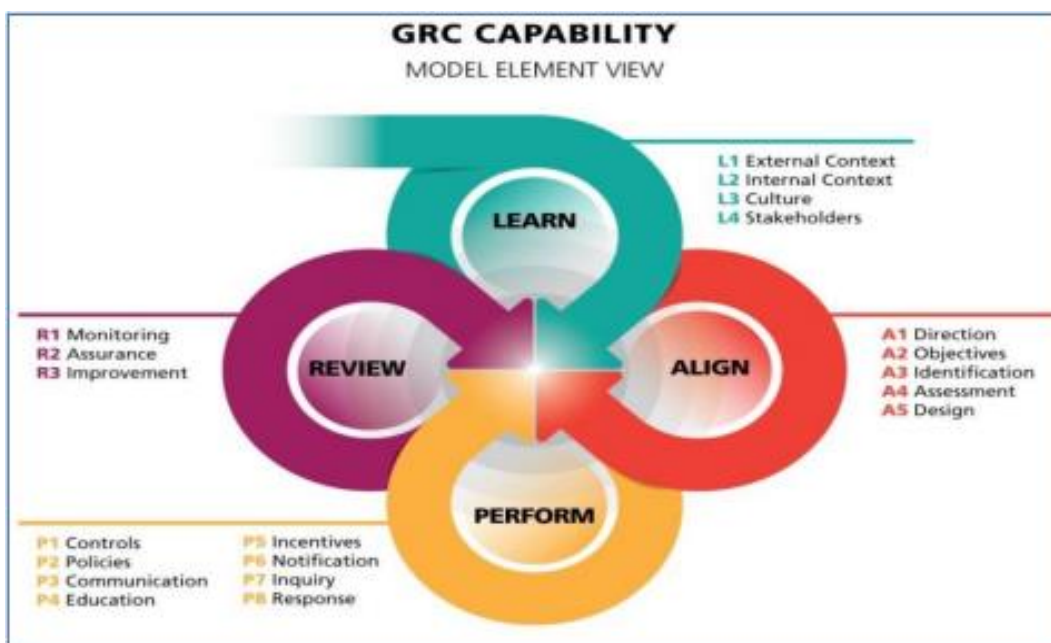 GRC CAPABILITY
MODEL ELEMENT VIEW
LEARN
L1 External Context
L2 Internal Context
L3 Culture
L4 Stakeholders
ALIGN
A1 Direction
A2 Objectives
A3 Identification
A4 Assessment
A5 Design
PERFORM
P1 Controls
P2 Policies
P3 Communication
P4 Education
P5 Incentives
P6 Notification
P7 Inquiry
P8 Response
REVIEW
R1 Monitoring
R2 Assurance
R3 Improvement